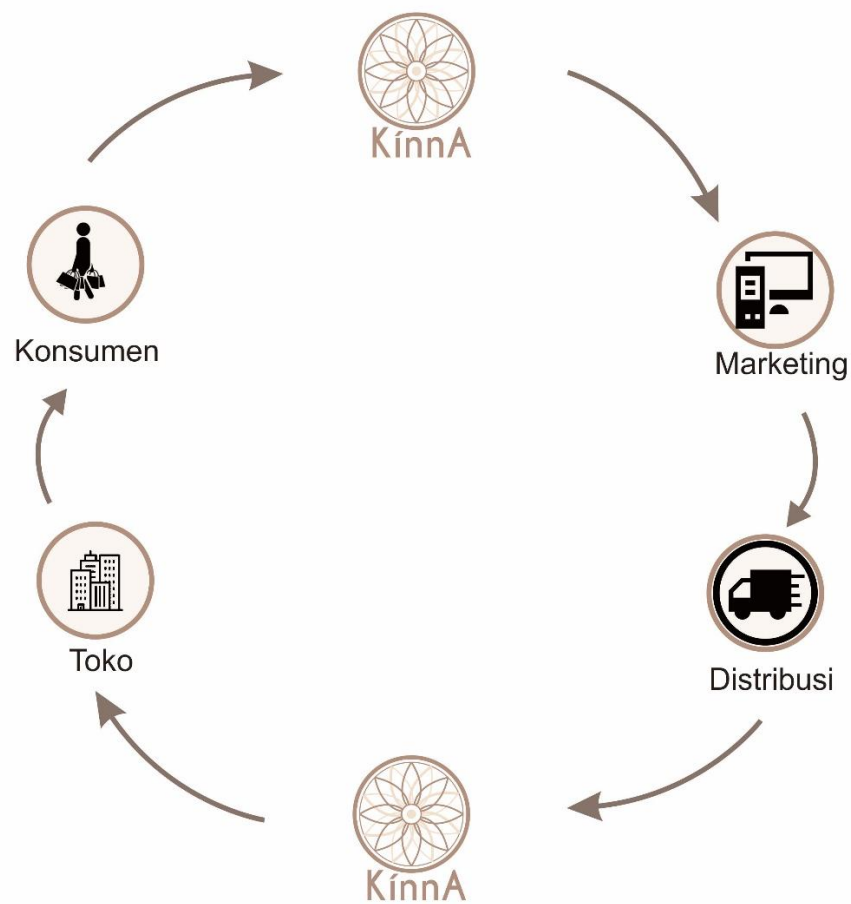 KínnA
Konsumen
Marketing
Toko
Distribusi
KínnA